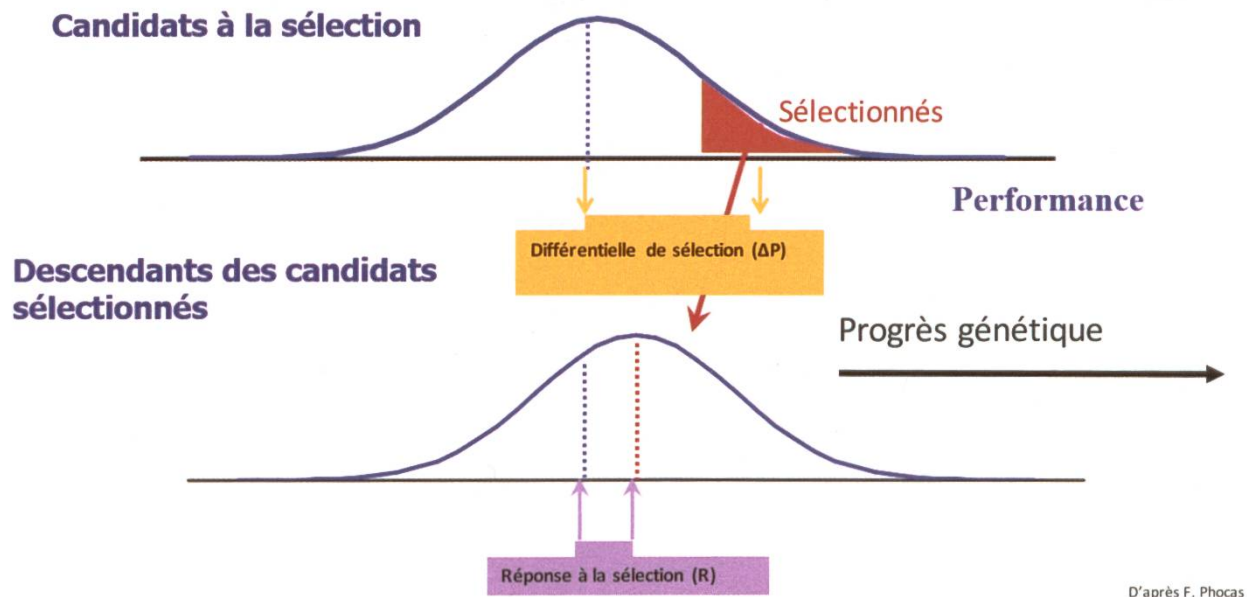 Candidats à la sélection
Sélectionnés
Performance
Différentielle de sélection (ΔP)
Descendants des candidats
sélectionnés
Progrès génétique
Réponse à la sélection (R)
D'après F. Phocas